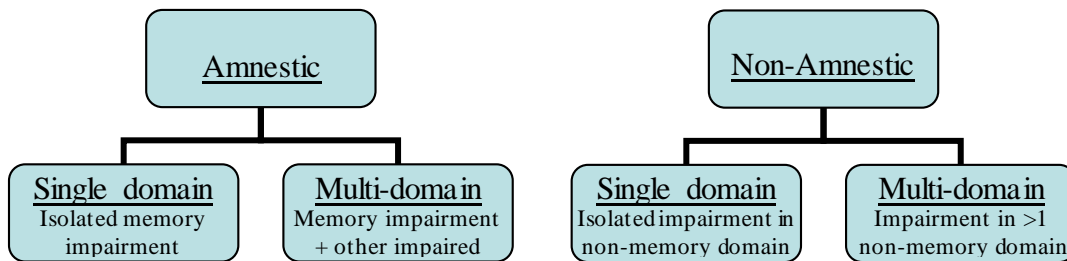 Amnestic
Non-Amnestic
Single domain
Isolated memory
impairment
Multi-domain
Memory impairment
+ other impaired
Single domain
Isolated impairment in
non-memory domain
Multi-domain
Impairment in >1
non-memory domain